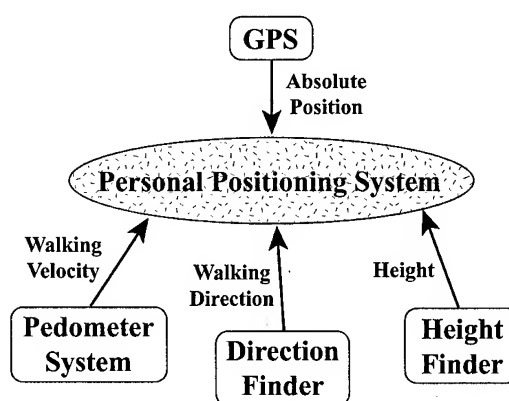 GPS
Absolute
Position
Personal Positioning System
Walking
Velocity
Walking
Direction
Height
Pedometer
System
Direction
Finder
Height
Finder